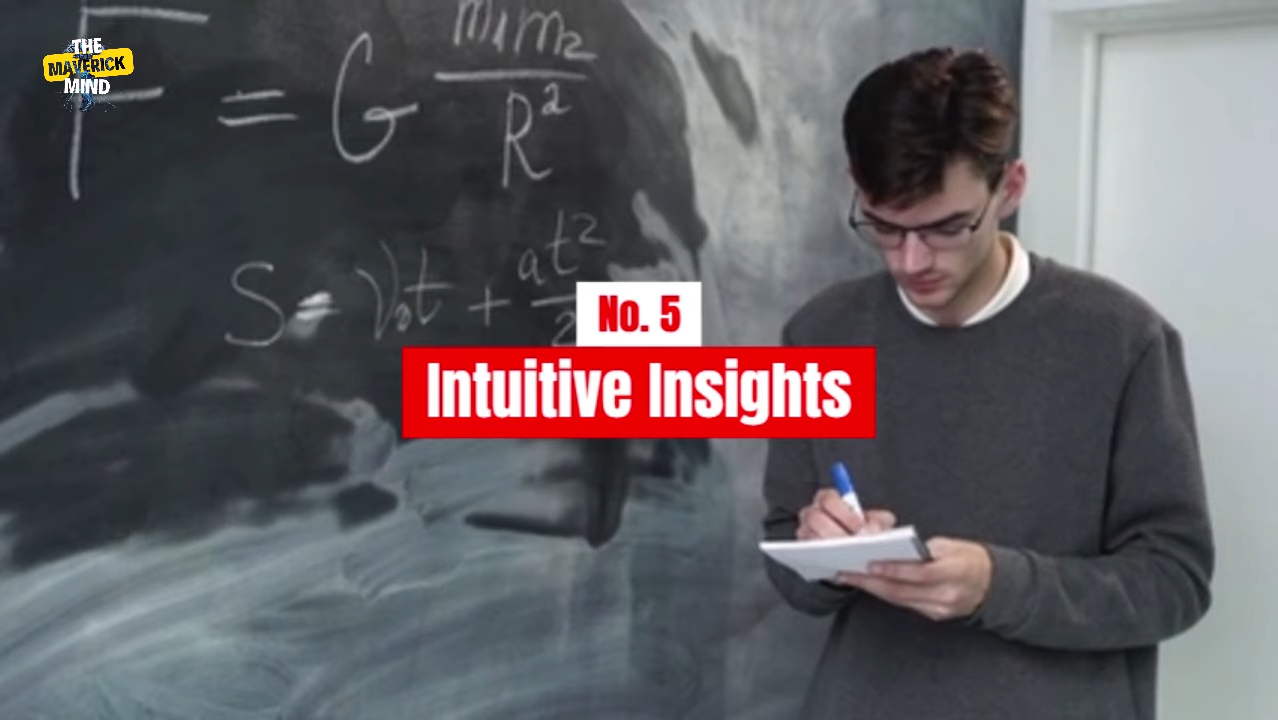 THE
MAVERICK
MIND
F = G m1m2
R²
S = V₀t + at²
2
No. 5
Intuitive Insights